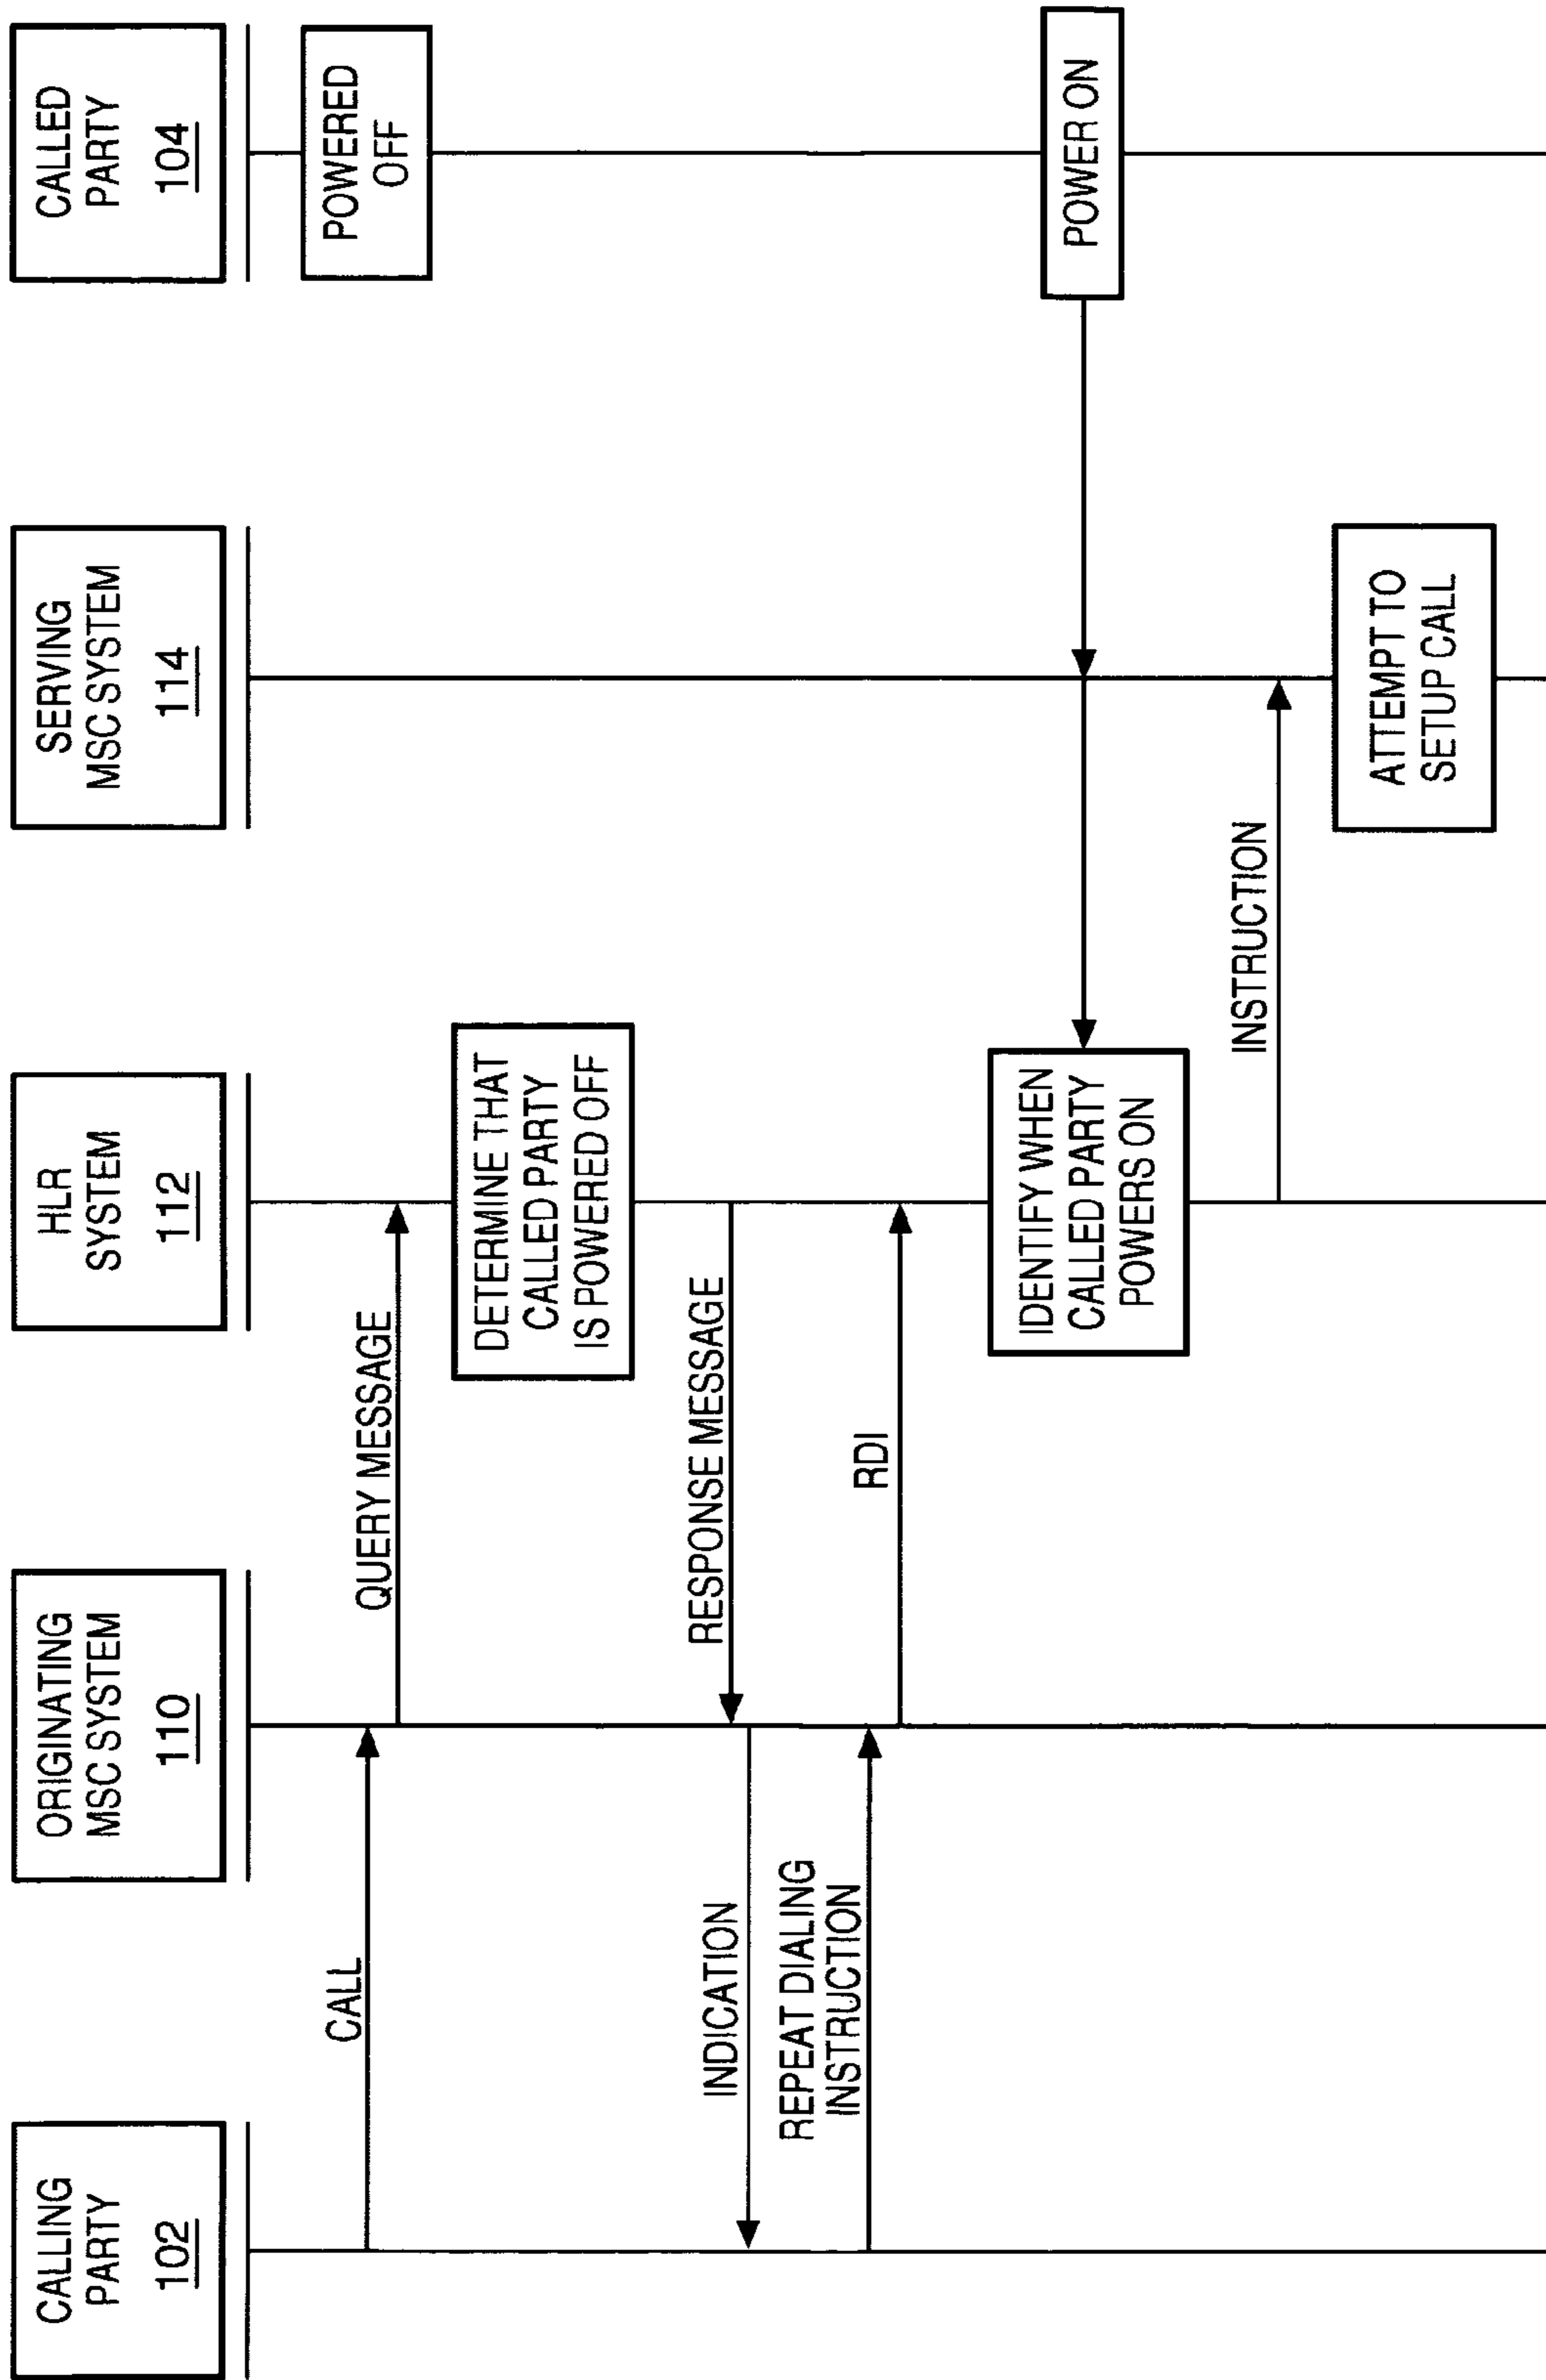 CALLING
PARTY
102
ORIGINATING
MSC SYSTEM
110
HLR
SYSTEM
112
SERVING
MSC SYSTEM
114
CALLED
PARTY
104
POWERED
OFF
CALL
QUERY MESSAGE
DETERMINE THAT
CALLED PARTY
IS POWERED OFF
RESPONSE MESSAGE
INDICATION
REPEAT DIALING
INSTRUCTION
RDI
POWER ON
IDENTIFY WHEN
CALLED PARTY
POWERS ON
INSTRUCTION
ATTEMPT TO
SETUP CALL